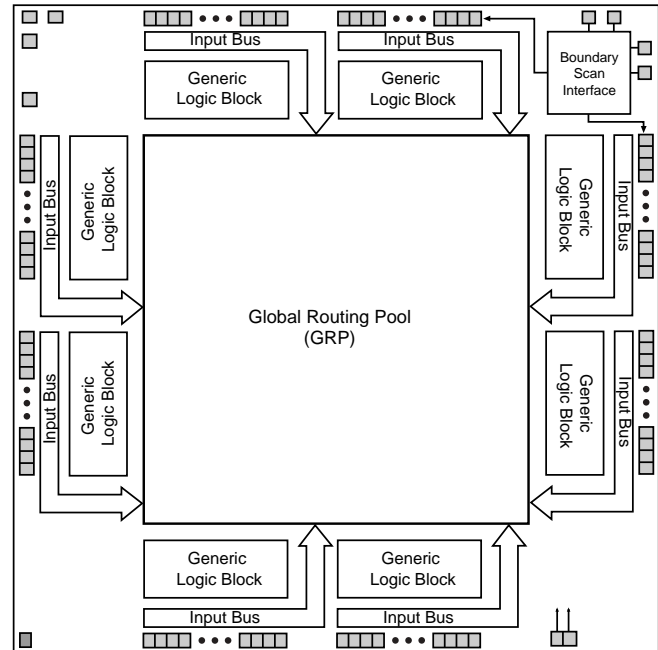 Input Bus
Input Bus
Generic
Logic Block
Generic
Logic Block
Boundary
Scan
Interface
Input Bus
Generic
Logic Block
Generic
Logic Block
Input Bus
Global Routing Pool
(GRP)
Input Bus
Generic
Logic Block
Generic
Logic Block
Input Bus
Generic
Logic Block
Generic
Logic Block
Input Bus
Input Bus